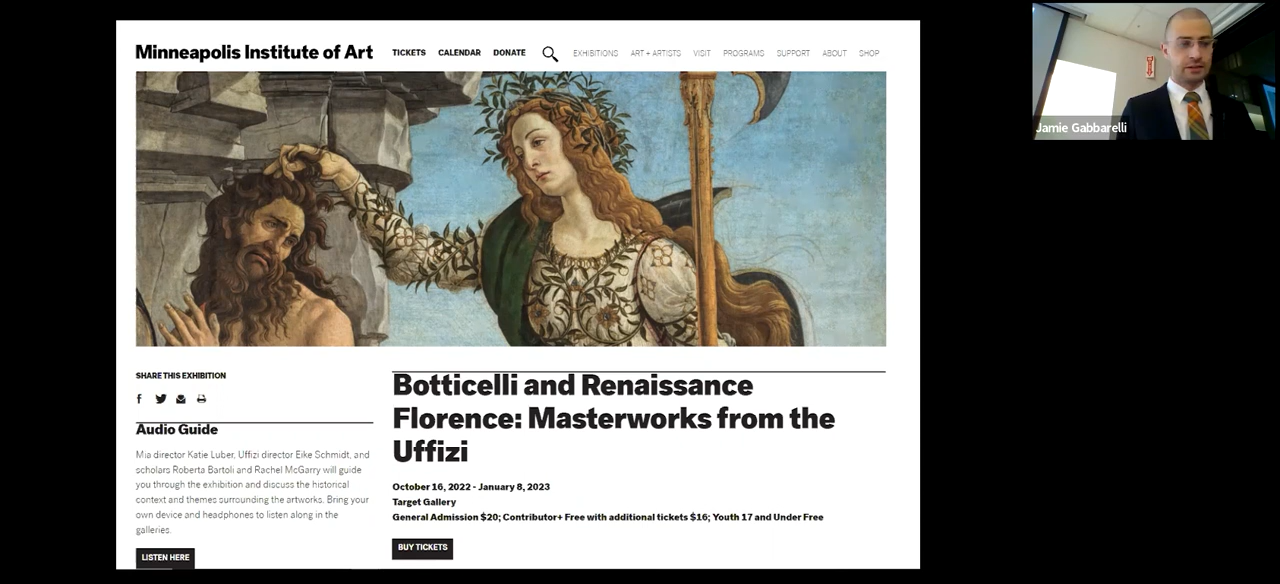 Minneapolis Institute of Art
TICKETS CALENDAR DONATE
EXHIBITIONS ART + ARTISTS VISIT PROGRAMS SUPPORT ABOUT SHOP
Jamie Gabbarelli
SHARE THIS EXHIBITION
Audio Guide
Mia director Katie Luber, Uffizi director Eike Schmidt, and
scholars Roberta Bartoli and Rachel McGarry will guide
you through the exhibition and discuss the historical
context and themes surrounding the artworks. Bring your
own device and headphones to listen along in the
galleries.
LISTEN HERE
Botticelli and Renaissance
Florence: Masterworks from the
Uffizi
October 16, 2022 - January 8, 2023
Target Gallery
General Admission $20; Contributor+ Free with additional tickets $16; Youth 17 and Under Free
BUY TICKETS